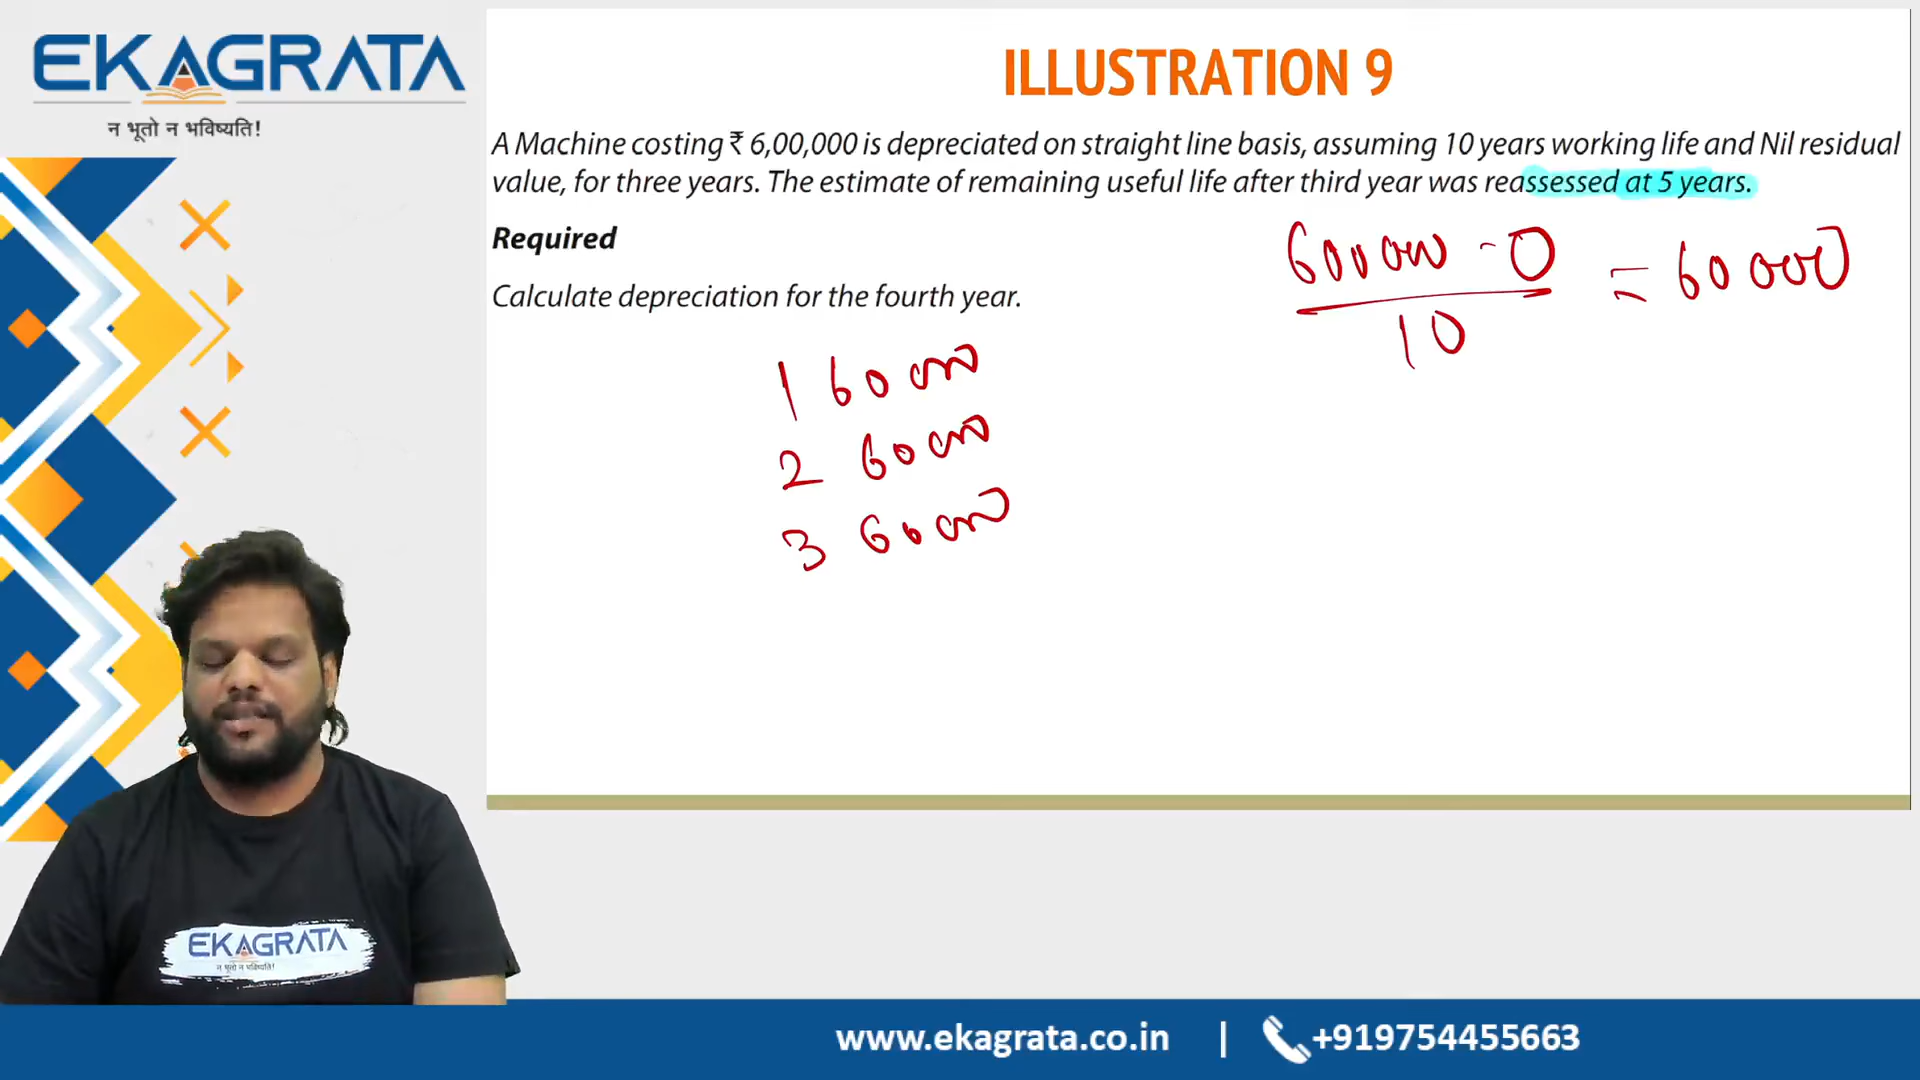 EKAGRATA
न भूतो न भविष्यति!
ILLUSTRATION 9
A Machine costing ₹ 6,00,000 is depreciated on straight line basis, assuming 10 years working life and Nil residual
value, for three years. The estimate of remaining useful life after third year was reassessed at 5 years.
Required
Calculate depreciation for the fourth year.
600000 - 0
10
= 60000
1 60000
2 60000
3 60000
EKAGRATA
न भूतो न भविष्यति!
www.ekagrata.co.in | +919754455663